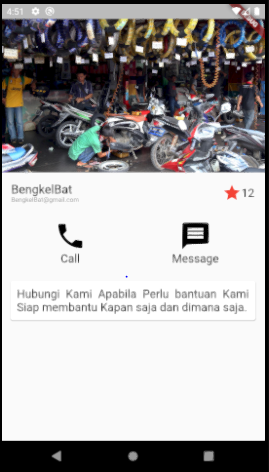 4:51
BengkelBat
BengkelBat@gmail.com
12
Call
Message
Hubungi Kami Apabila Perlu bantuan Kami
Siap membantu Kapan saja dan dimana saja.